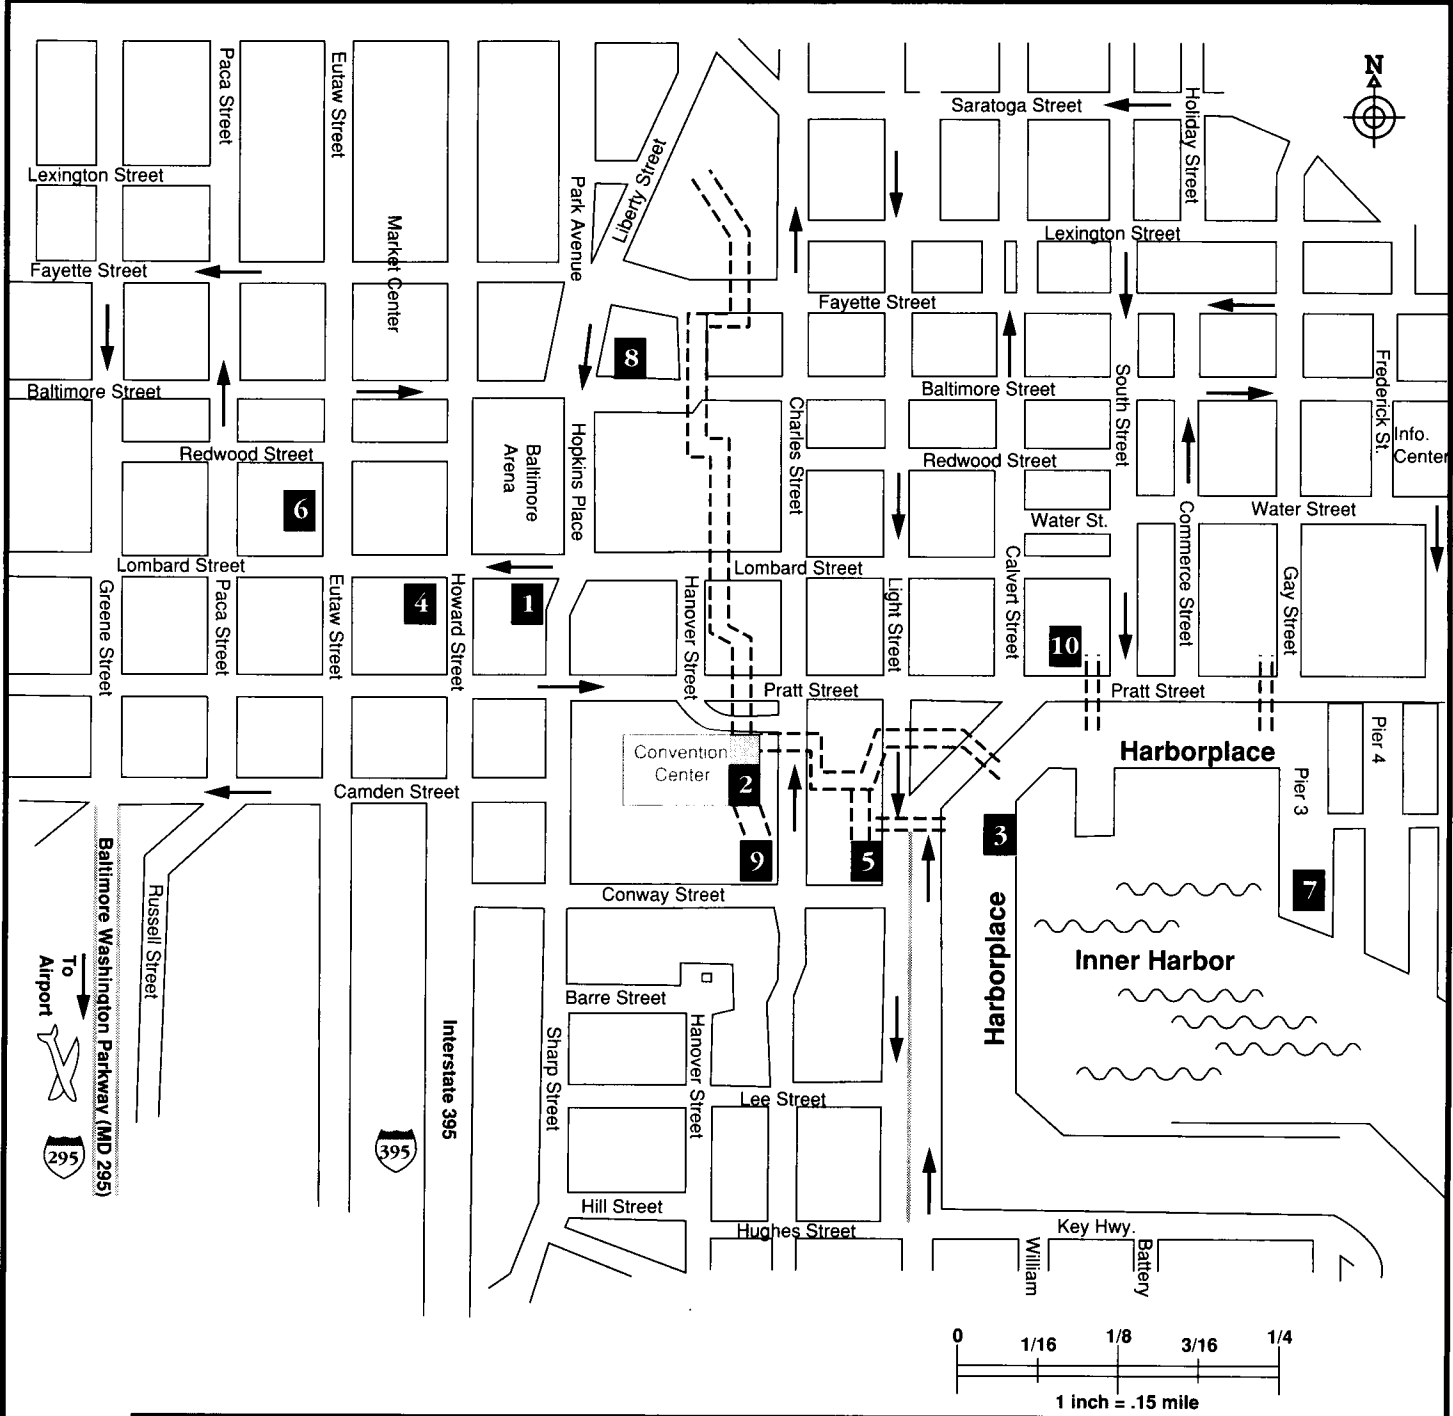 N
Saratoga Street
Holiday Street
Paca Street
Eutaw Street
Lexington Street
Park Avenue
Liberty Street
Lexington Street
Market Center
Fayette Street
Fayette Street
8
Baltimore Street
Baltimore Street
South Street
Frederick St.
Info.
Center
Charles Street
Hopkins Place
Baltimore
Arena
Redwood Street
Redwood Street
6
Water St.
Water Street
Commerce Street
Lombard Street
Lombard Street
Greene Street
Paca Street
Eutaw Street
4
Howard Street
1
Hanover Street
Light Street
Calvert Street
10
Gay Street
Pratt Street
Pratt Street
Harborplace
Pier 4
Pier 3
Convention
Center
2
Camden Street
3
9
5
7
Conway Street
Baltimore Washington Parkway (MD 295)
Russell Street
To
Airport
Harborplace
Inner Harbor
Barre Street
Hanover Street
Sharp Street
Interstate 395
Lee Street
295
395
Hill Street
Hughes Street
Key Hwy.
William
Battery
0
1/16
1/8
3/16
1/4
1 inch = .15 mile